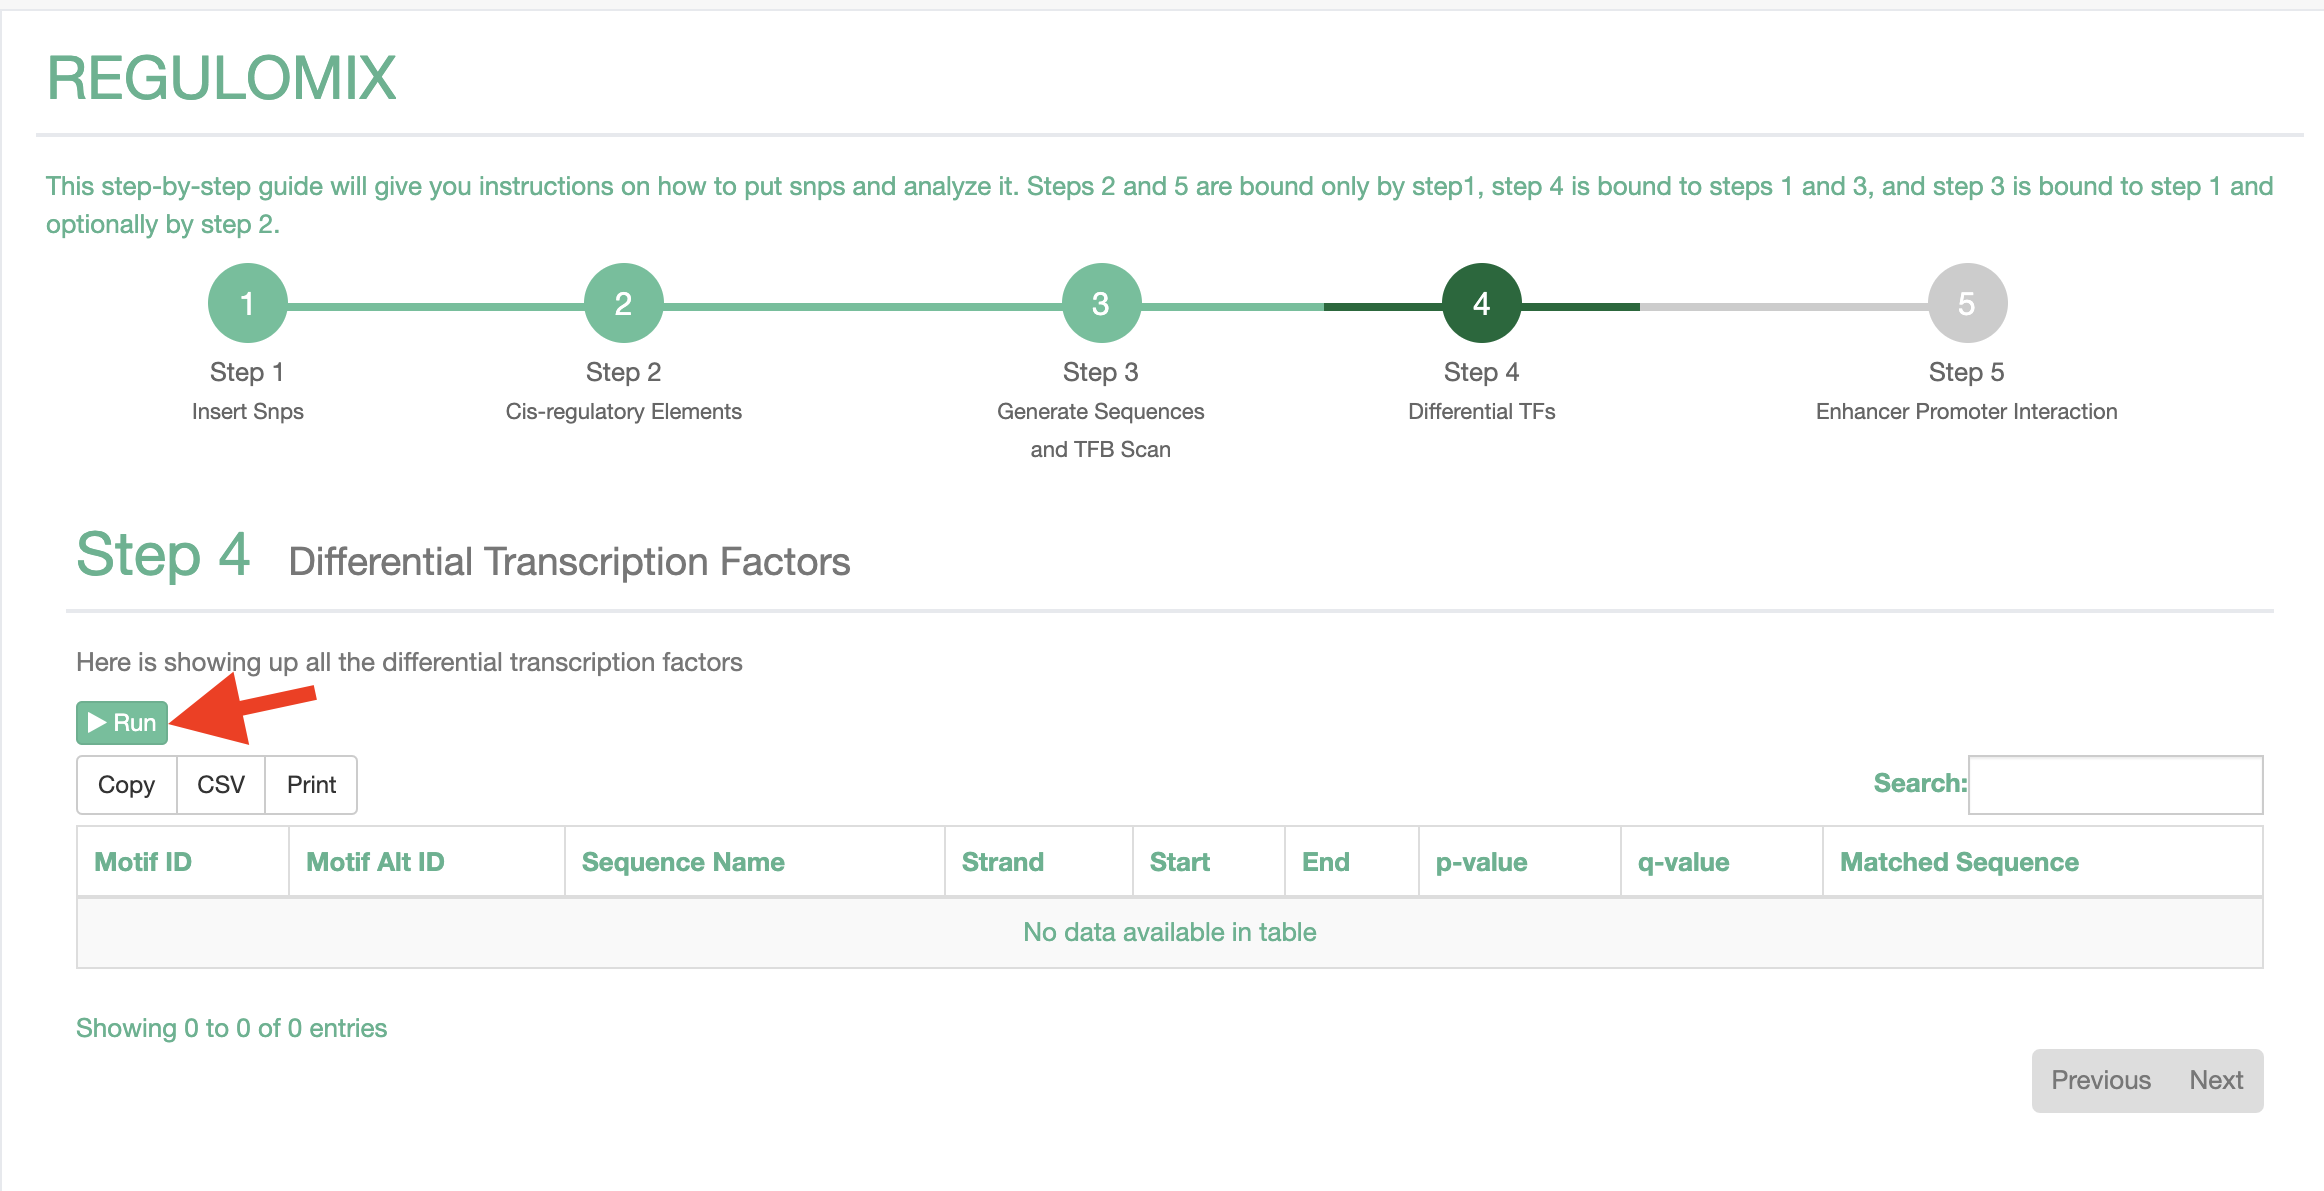 REGULOMIX
This step-by-step guide will give you instructions on how to put snps and analyze it. Steps 2 and 5 are bound only by step1, step 4 is bound to steps 1 and 3, and step 3 is bound to step 1 and
optionally by step 2.
1 2 3 4 5
Step 1 Step 2 Step 3 Step 4 Step 5
Insert Snps Cis-regulatory Elements Generate Sequences Differential TFs Enhancer Promoter Interaction
and TFB Scan
Step 4 Differential Transcription Factors
Here is showing up all the differential transcription factors
Run
Copy CSV Print Search:
Motif ID Motif Alt ID Sequence Name Strand Start End p-value q-value Matched Sequence
No data available in table
Showing 0 to 0 of 0 entries
Previous Next